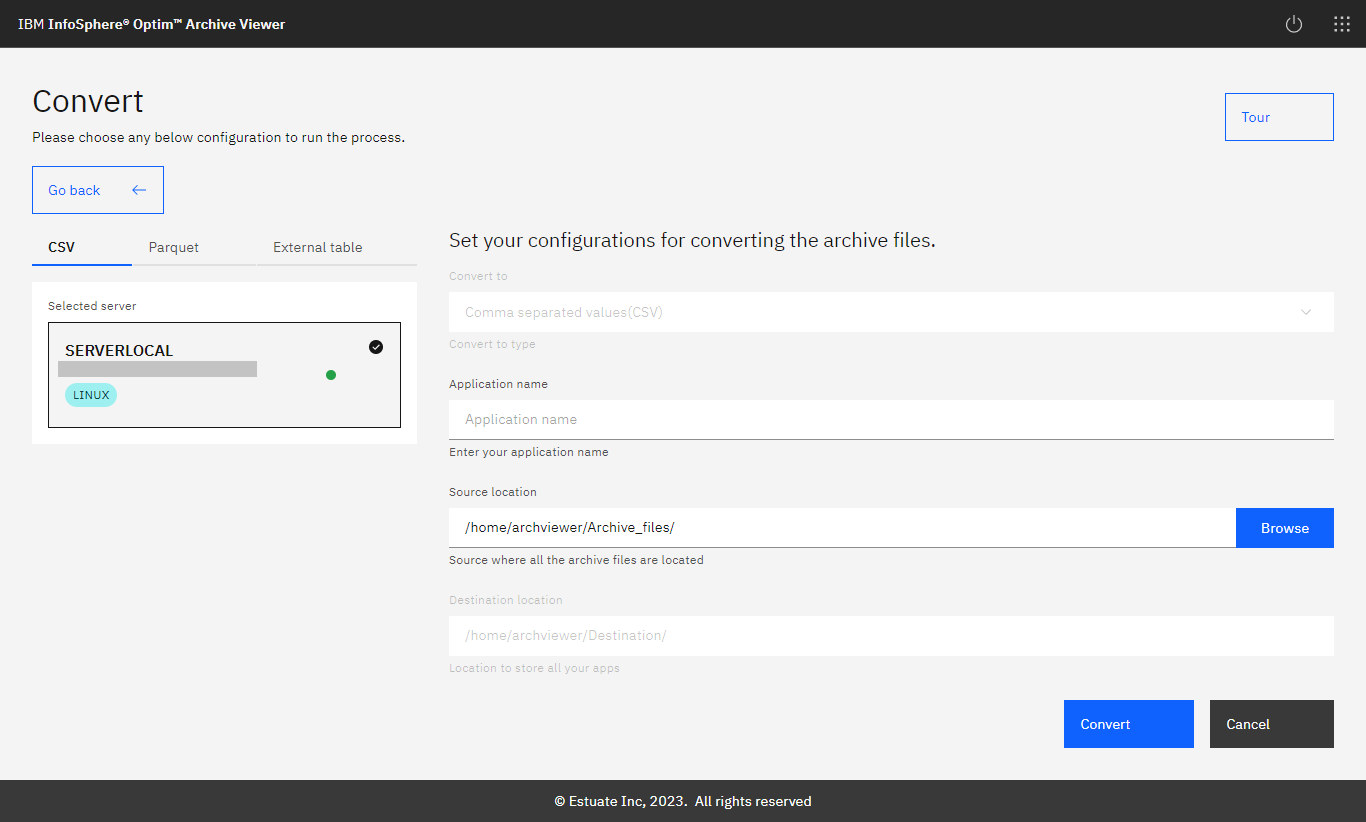 IBM InfoSphere® Optim™ Archive Viewer
Convert
Please choose any below configuration to run the process.
Tour
Go back
CSV
Parquet
External table
Selected server
SERVERLOCAL
LINUX
Set your configurations for converting the archive files.
Convert to
Comma separated values(CSV)
Convert to type
Application name
Application name
Enter your application name
Source location
/home/archviewer/Archive_files/
Browse
Source where all the archive files are located
Destination location
/home/archviewer/Destination/
Location to store all your apps
Convert
Cancel
© Estuate Inc, 2023. All rights reserved